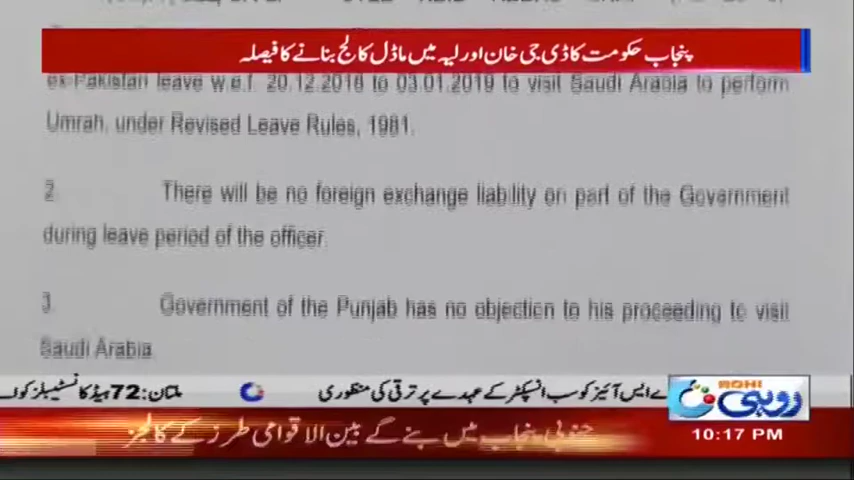 پنجاب حکومت کا ڈی جی خان اور لیہ میں ماڈل کالج بنانے کا فیصلہ
ex-Pakistan leave w.e.f. 20.12.2018 to 03.01.2019 to visit Saudi Arabia to perform
Umrah, under Revised Leave Rules, 1981.
2 There will be no foreign exchange liability on part of the Government
during leave period of the officer.
3 Government of the Punjab has no objection to his proceeding to visit
Saudi Arabia
اے ایس آئیز کو سب انسپکٹر کے عہدے پر ترقی کی منظوری
ملتان: 72 ہیڈ کانسٹیبلز کو
ROHI
روہی
10:17 PM
جنوبی پنجاب میں بنے گے بین الاقوامی طرز کے کالجز